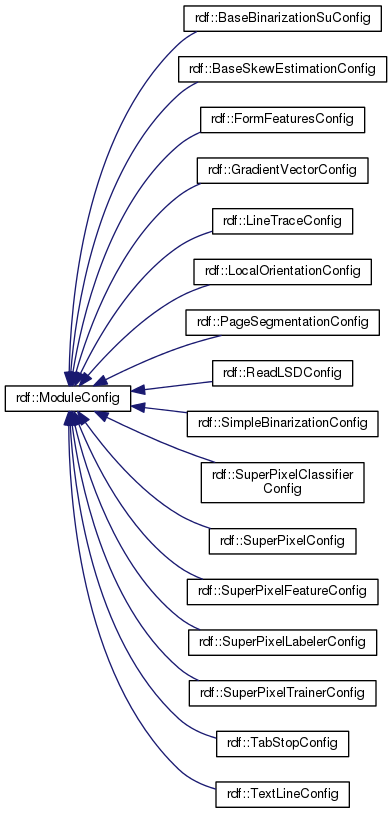 rdf::BaseBinarizationSuConfig
rdf::BaseSkewEstimationConfig
rdf::FormFeaturesConfig
rdf::GradientVectorConfig
rdf::LineTraceConfig
rdf::LocalOrientationConfig
rdf::PageSegmentationConfig
rdf::ReadLSDConfig
rdf::ModuleConfig
rdf::SimpleBinarizationConfig
rdf::SuperPixelClassifier
Config
rdf::SuperPixelConfig
rdf::SuperPixelFeatureConfig
rdf::SuperPixelLabelerConfig
rdf::SuperPixelTrainerConfig
rdf::TabStopConfig
rdf::TextLineConfig